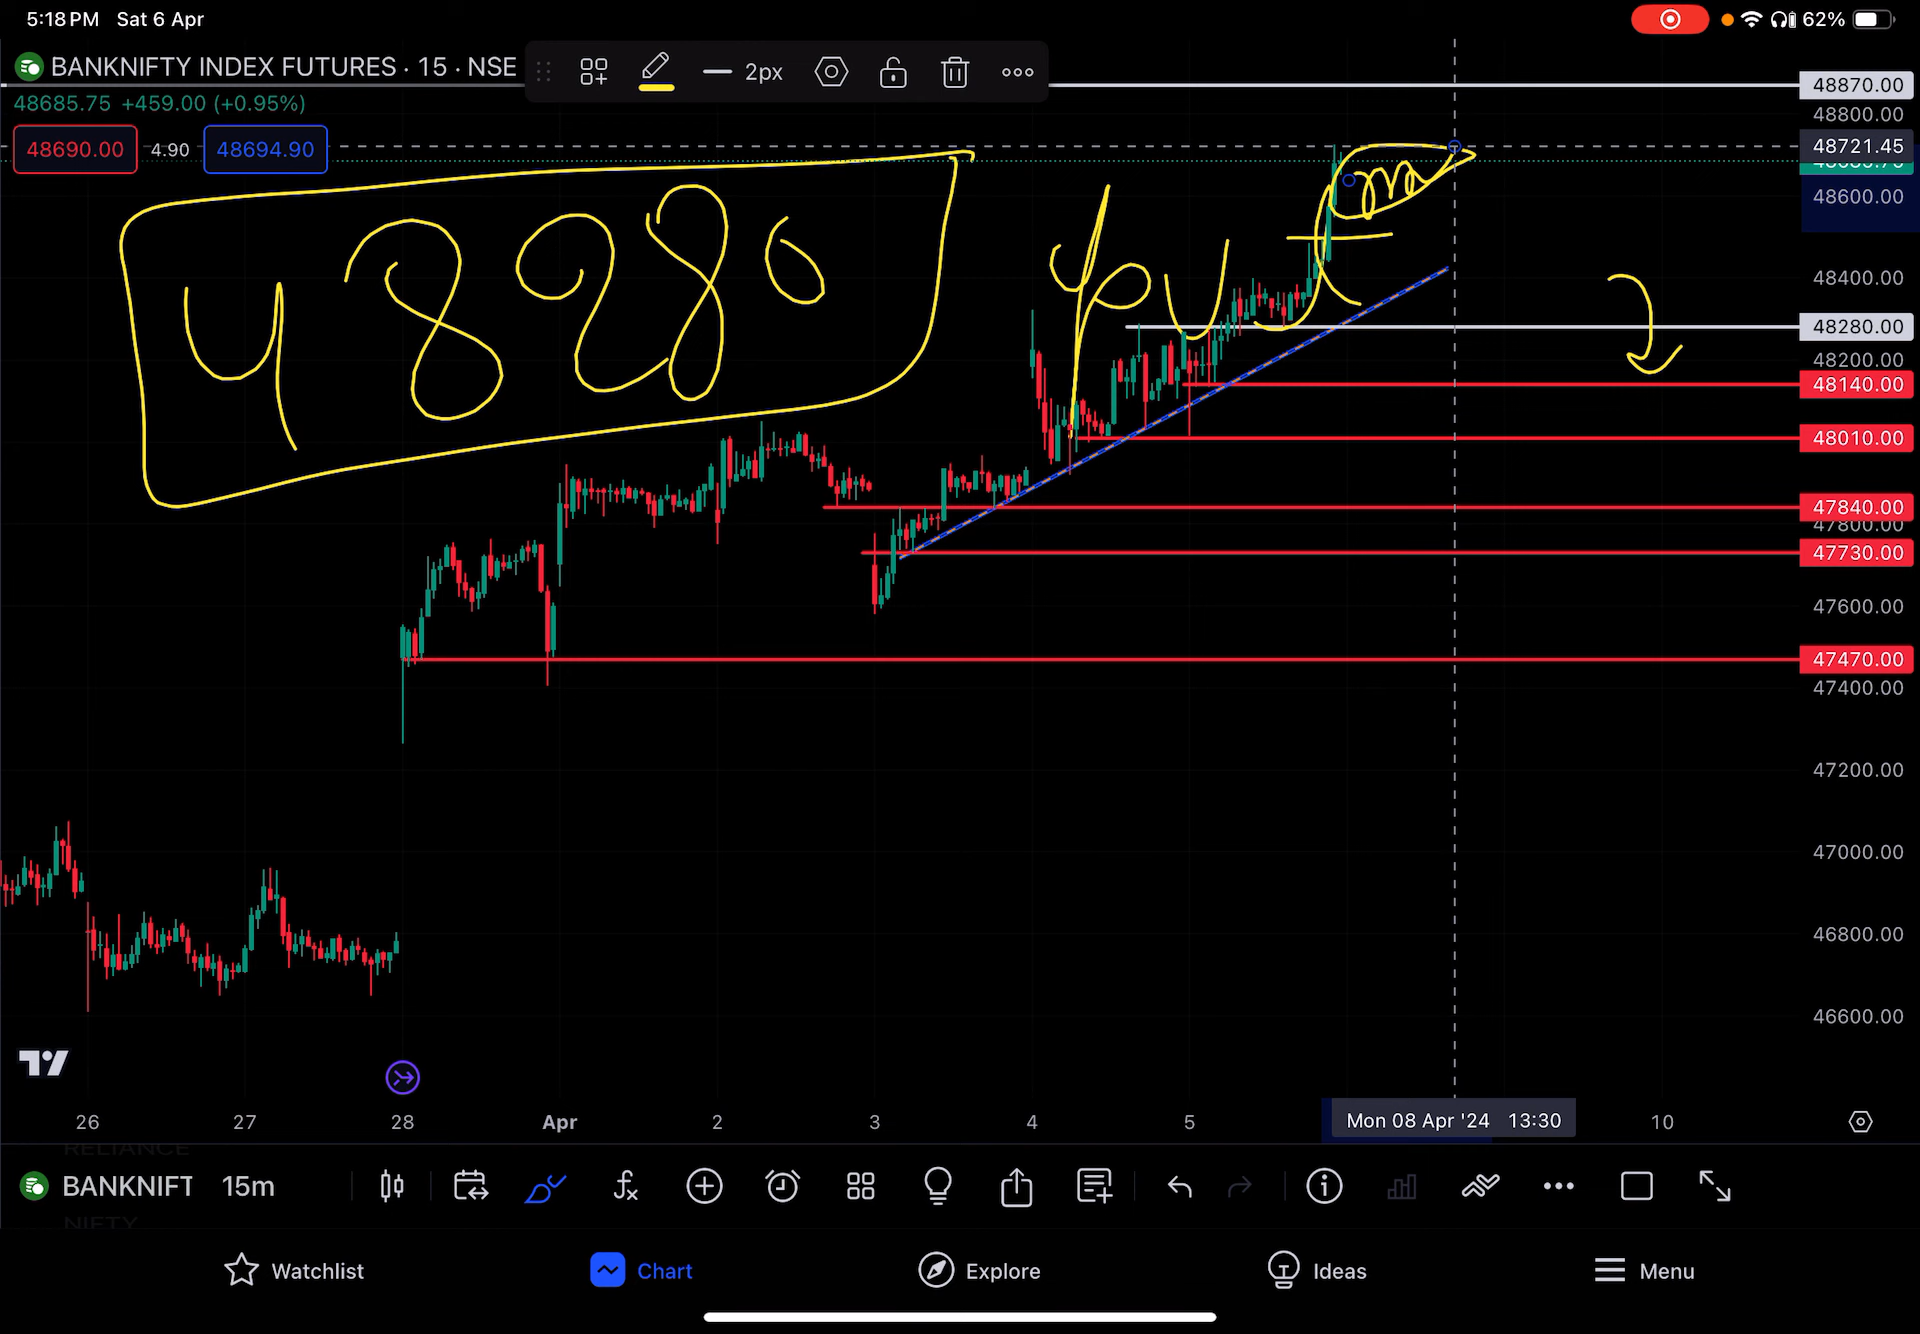 5:18 PM Sat 6 Apr
62%
BANKNIFTY INDEX FUTURES · 15 · NSE
2px
48685.75 +459.00 (+0.95%)
48690.00 4.90 48694.90
48280
48870.00
48800.00
48721.45
48600.00
48400.00
48280.00
48200.00
48140.00
48010.00
47840.00
47800.00
47730.00
47600.00
47470.00
47400.00
47200.00
47000.00
46800.00
46600.00
26 27 28 Apr 2 3 4 5 Mon 08 Apr '24 13:30 10
RELIANCE
BANKNIFT 15m
NIFTY
Watchlist Chart Explore Ideas Menu